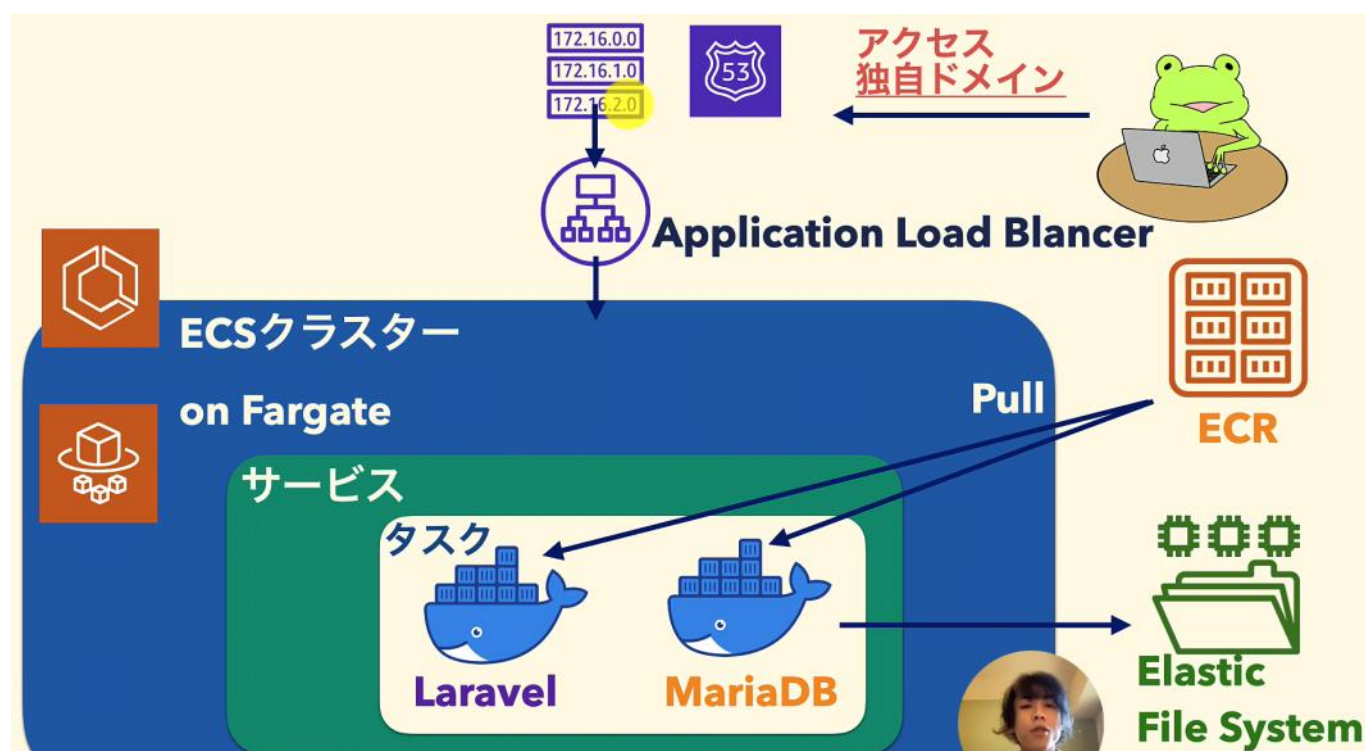 172.16.0.0
172.16.1.0
172.16.2.0
53
アクセス
独自ドメイン
Application Load Blancer
ECSクラスター
on Fargate
Pull
ECR
サービス
タスク
Laravel
MariaDB
Elastic
File System